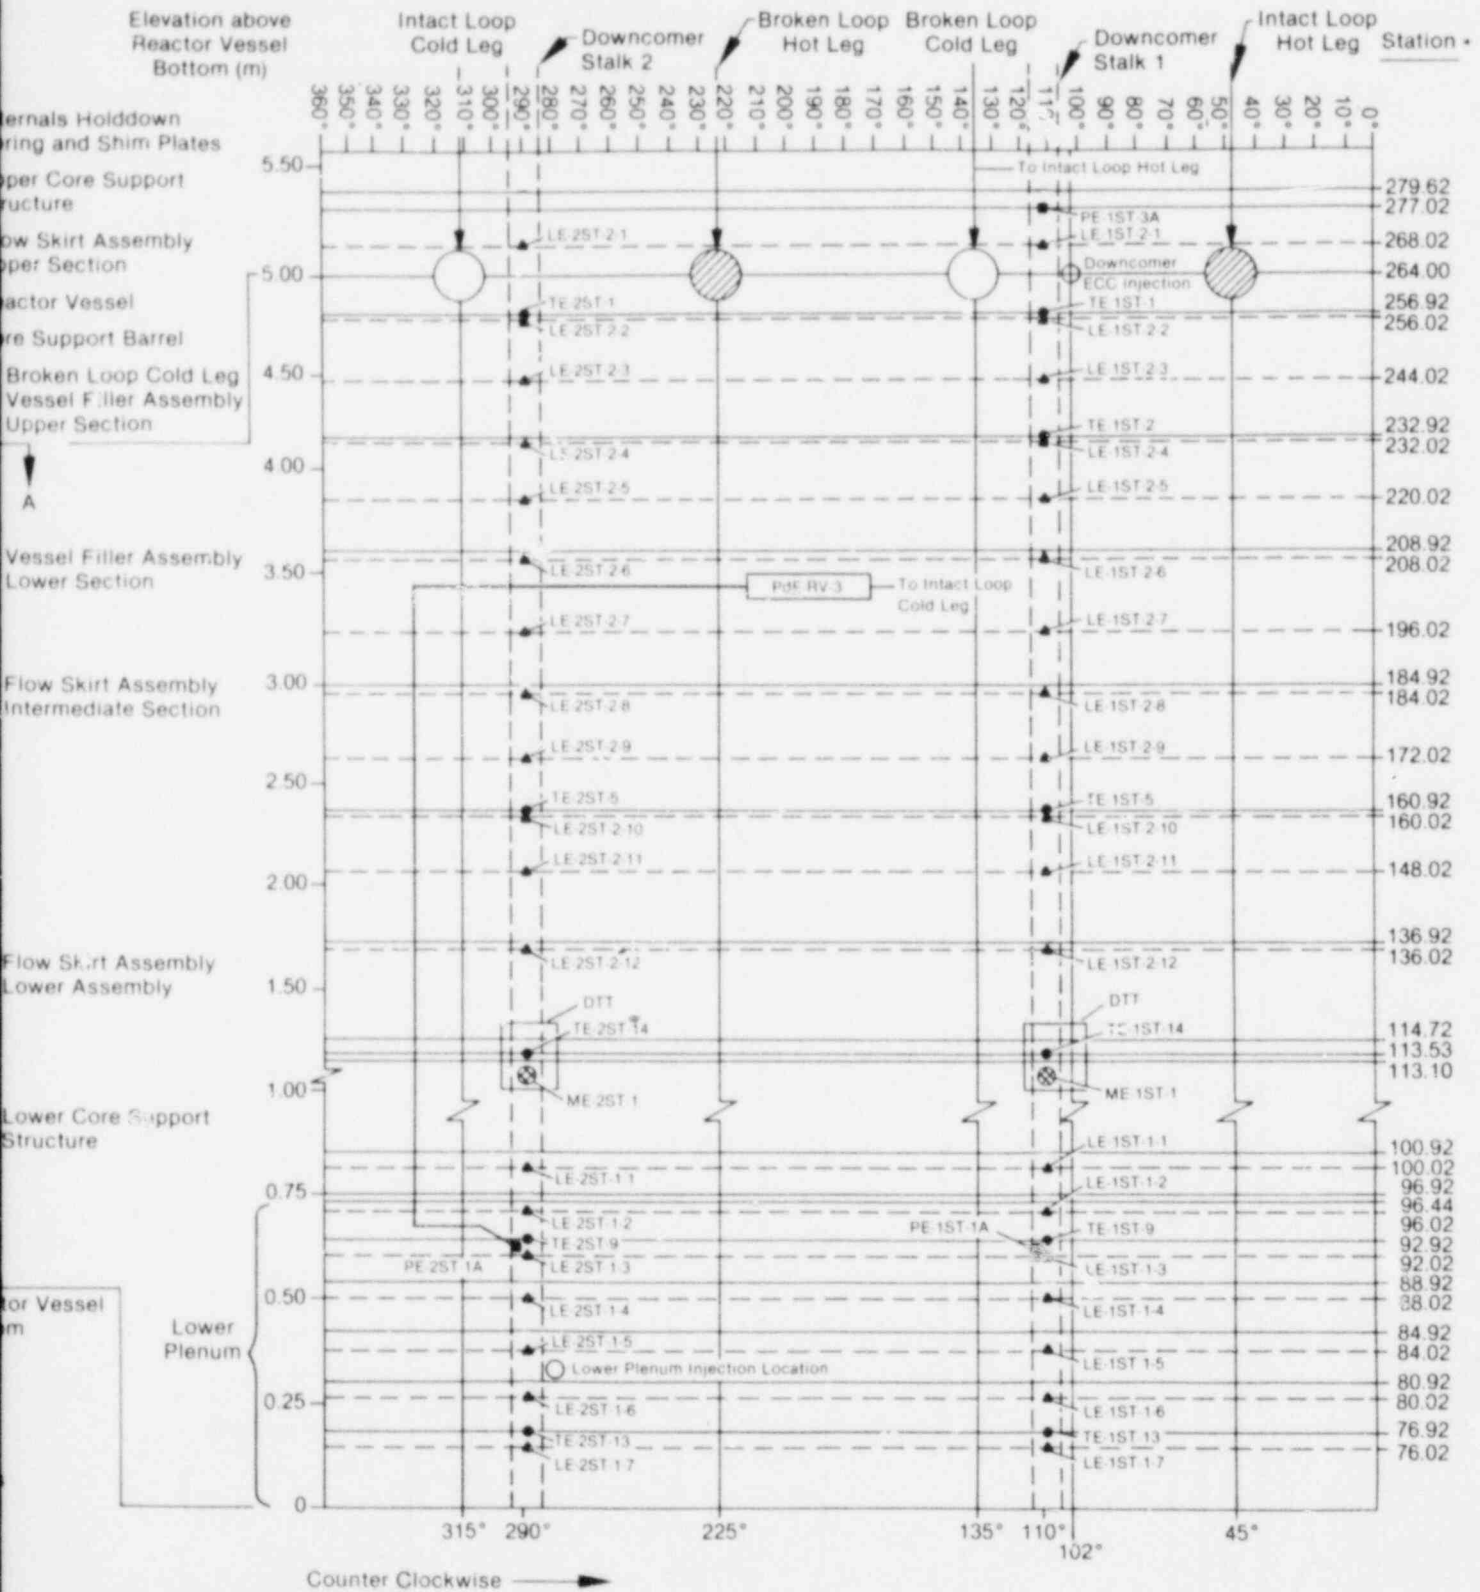 Elevation above
Reactor Vessel
Bottom (m)
Intact Loop
Cold Leg
Downcomer
Stalk 2
Broken Loop
Hot Leg
Broken Loop
Cold Leg
Downcomer
Stalk 1
Intact Loop
Hot Leg
Station
360° 350° 340° 330° 320° 310° 300° 290° 280° 270° 260° 250° 240° 230° 220° 210° 200° 190° 180° 170° 160° 150° 140° 130° 120° 100° 90° 80° 70° 60° 50° 40° 30° 20° 10° 0°
ernals Holddown
ring and Shim Plates
5.50
To Intact Loop Hot Leg
per Core Support
ructure
279.62
277.02
PE-1ST-3A
ow Skirt Assembly
pper Section
LE-2ST-2-1
LE-1ST-2-1
268.02
5.00
Downcomer
ECC Injection
264.00
actor Vessel
TE-2ST-1
TE-1ST-1
256.92
LE-2ST-2-2
LE-1ST-2-2
256.02
re Support Barrel
Broken Loop Cold Leg
Vessel Filler Assembly
Upper Section
4.50
LE-2ST-2-3
LE-1ST-2-3
244.02
TE-1ST-2
232.92
LE-2ST-2-4
LE-1ST-2-4
232.02
4.00
A
LE-2ST-2-5
LE-1ST-2-5
220.02
Vessel Filler Assembly
Lower Section
208.92
208.02
3.50
LE-2ST-2-6
LE-1ST-2-6
PdE-RV-3
To Intact Loop
Cold Leg
LE-2ST-2-7
LE-1ST-2-7
196.02
Flow Skirt Assembly
Intermediate Section
3.00
184.92
184.02
LE-2ST-2-8
LE-1ST-2-8
LE-2ST-2-9
LE-1ST-2-9
172.02
2.50
TE-2ST-5
TE-1ST-5
160.92
LE-2ST-2-10
LE-1ST-2-10
160.02
LE-2ST-2-11
LE-1ST-2-11
148.02
2.00
136.92
136.02
LE-2ST-2-12
LE-1ST-2-12
Flow Skirt Assembly
Lower Assembly
1.50
DTT
DTT
TE-2ST-14
TE-1ST-14
114.72
113.53
113.10
1.00
ME-2ST-1
ME-1ST-1
Lower Core Support
Structure
LE-1ST-1-1
100.92
100.02
LE-2ST-1-1
LE-1ST-1-2
96.92
0.75
96.44
96.02
LE-2ST-1-2
PE-1ST-1A
TE-1ST-9
TE-2ST-9
92.92
PE-2ST-1A
LE-2ST-1-3
LE-1ST-1-3
92.02
88.92
tor Vessel
m
0.50
88.02
LE-2ST-1-4
LE-1ST-1-4
Lower
Plenum
84.92
LE-2ST-1-5
LE-1ST-1-5
84.02
Lower Plenum Injection Location
80.92
0.25
80.02
LE-2ST-1-6
LE-1ST-1-6
76.92
TE-2ST-13
TE-1ST-13
76.02
LE-2ST-1-7
LE-1ST-1-7
0
315° 290° 225° 135° 110° 45°
102°
Counter Clockwise